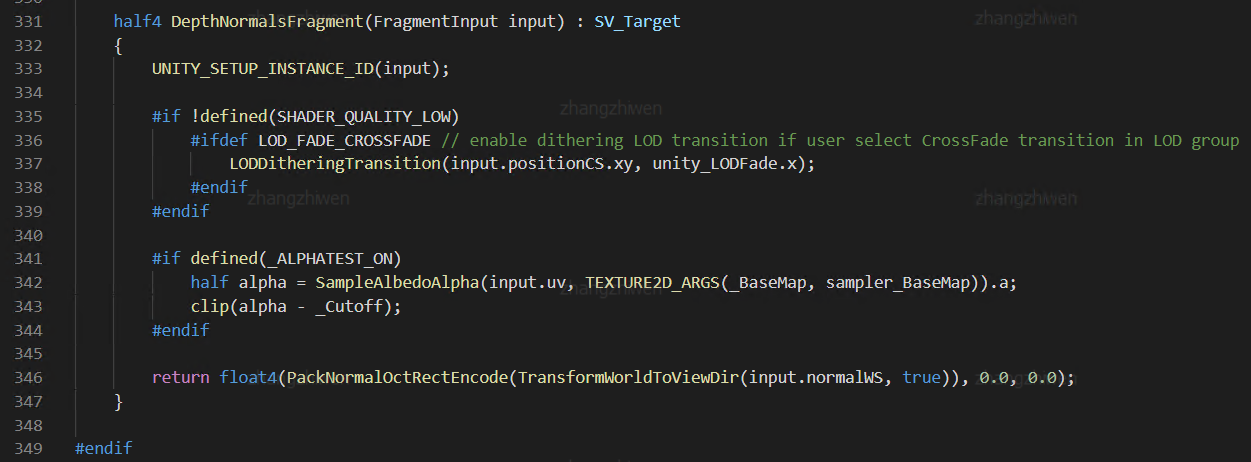 331 half4 DepthNormalsFragment(FragmentInput input) : SV_Target
332 {
333 UNITY_SETUP_INSTANCE_ID(input);
334
335 #if !defined(SHADER_QUALITY_LOW)
336 #ifdef LOD_FADE_CROSSFADE // enable dithering LOD transition if user select CrossFade transition in LOD group
337 LODDitheringTransition(input.positionCS.xy, unity_LODFade.x);
338 #endif
339 #endif
340
341 #if defined(_ALPHATEST_ON)
342 half alpha = SampleAlbedoAlpha(input.uv, TEXTURE2D_ARGS(_BaseMap, sampler_BaseMap)).a;
343 clip(alpha - _Cutoff);
344 #endif
345
346 return float4(PackNormalOctRectEncode(TransformWorldToViewDir(input.normalWS, true)), 0.0, 0.0);
347 }
348
349 #endif
zhangzhiwen
zhangzhiwen
zhangzhiwen
zhangzhiwen
zhangzhiwen
zhangzhiwen
zhangzhiwen
zhangzhiwen